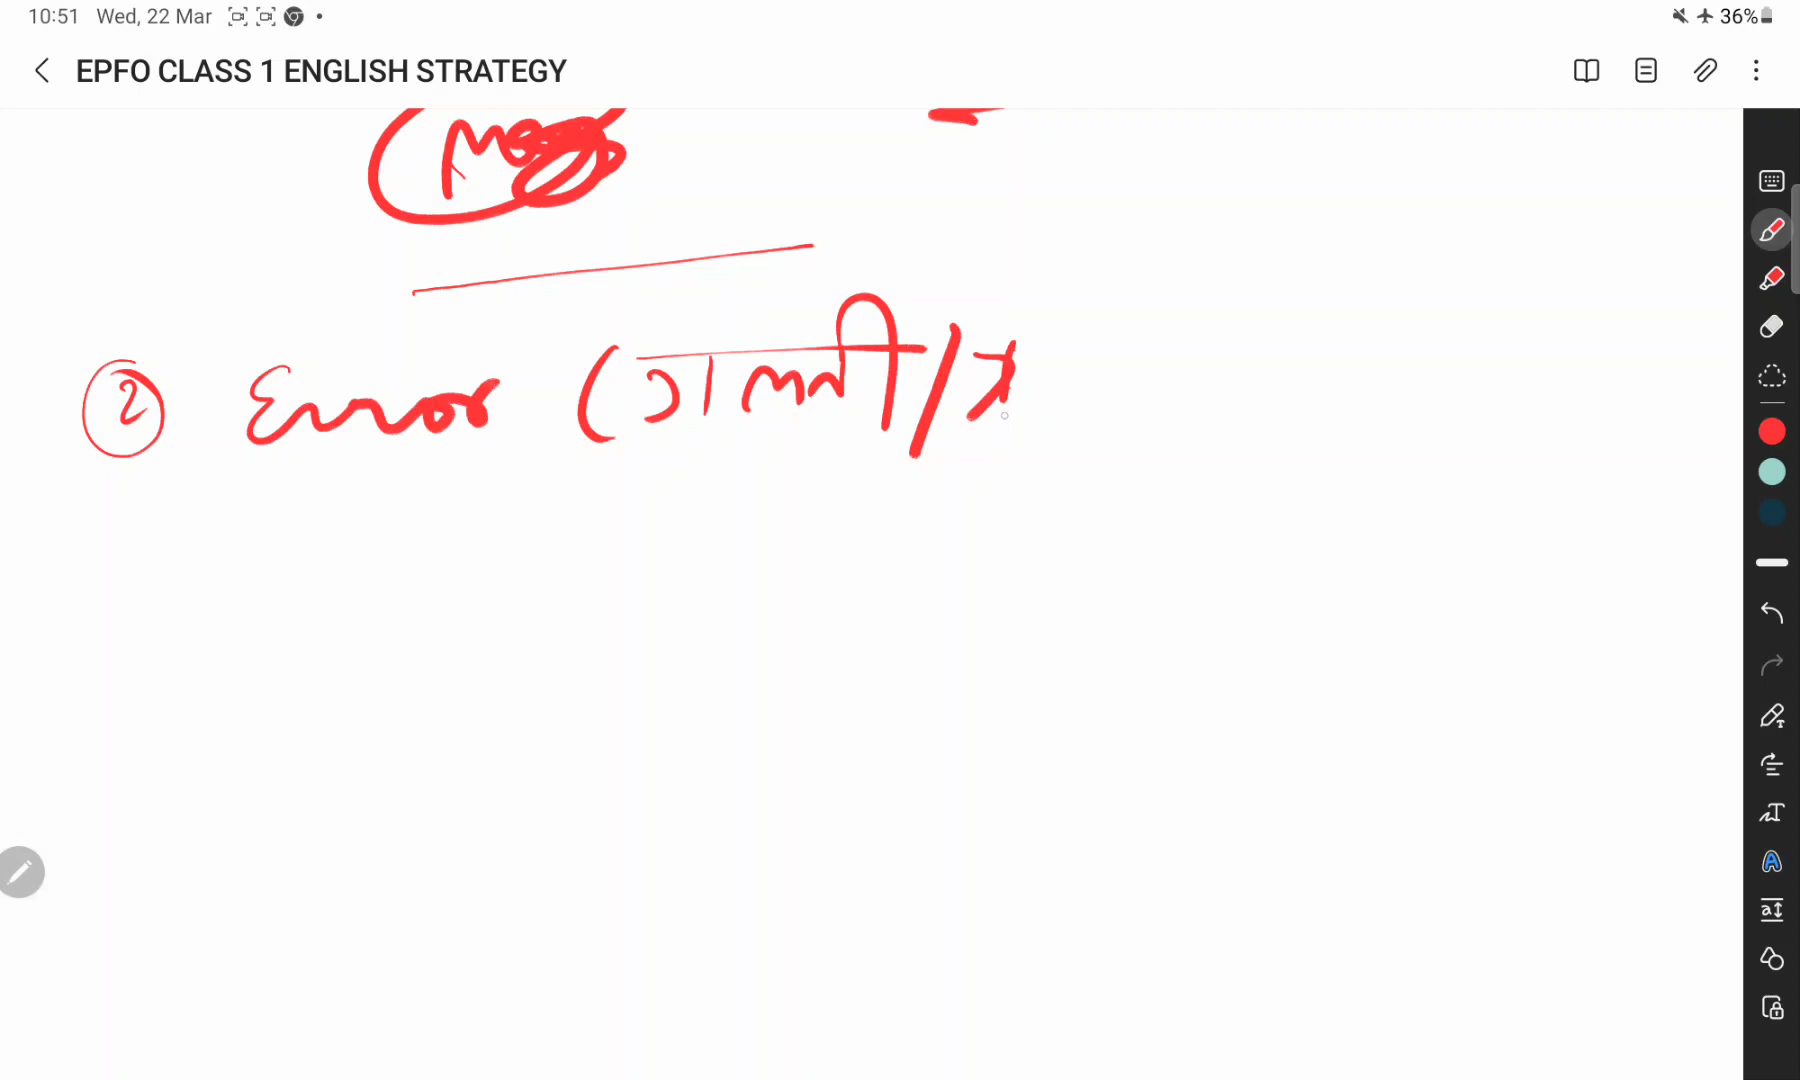 10:51 Wed, 22 Mar 36%
EPFO CLASS 1 ENGLISH STRATEGY
2 Error (गलती/